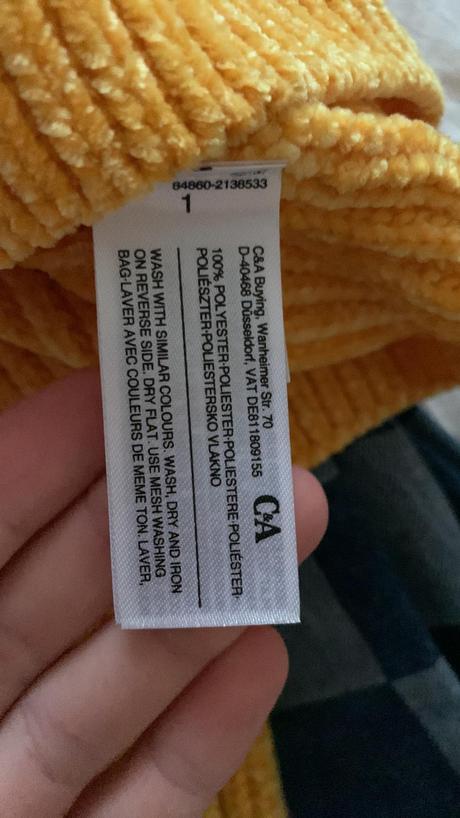 84860-2138533
1
C&A Buying, Wanheimer Str. 70
D-40468 Düsseldorf, VAT DE811809155
C&A
100% POLYESTER·POLIESTER·POLIESTERE·POLIÉSTER·
POLIÉSZTER·POLIESTERSKO VLAKNO
WASH WITH SIMILAR COLOURS. WASH, DRY AND IRON
ON REVERSE SIDE. DRY FLAT. USE MESH WASHING
BAG·LAVER AVEC COULEURS DE MEME TON. LAVER,